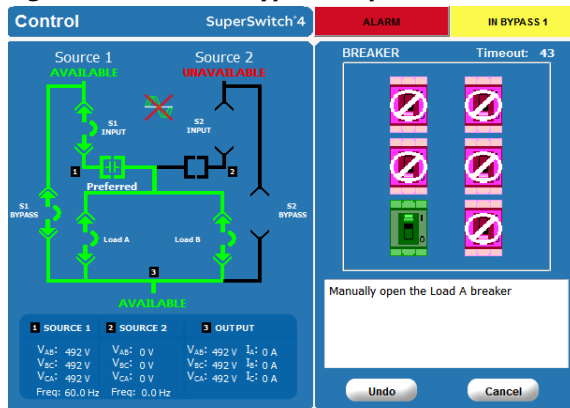 Control
SuperSwitch°4
ALARM
IN BYPASS 1
Source 1
AVAILABLE
Source 2
UNAVAILABLE
S1
INPUT
S2
INPUT
1
2
Preferred
S1
BYPASS
S2
BYPASS
Load A
Load B
3
AVAILABLE
1 SOURCE 1
VAB: 492 V
VBC: 492 V
VCA: 492 V
Freq: 60.0 Hz
2 SOURCE 2
VAB: 0 V
VBC: 0 V
VCA: 0 V
Freq: 0.0 Hz
3 OUTPUT
VAB: 492 V IA: 0 A
VBC: 492 V IB: 0 A
VCA: 492 V IC: 0 A
BREAKER
Timeout: 43
I
O
Manually open the Load A breaker
Undo
Cancel